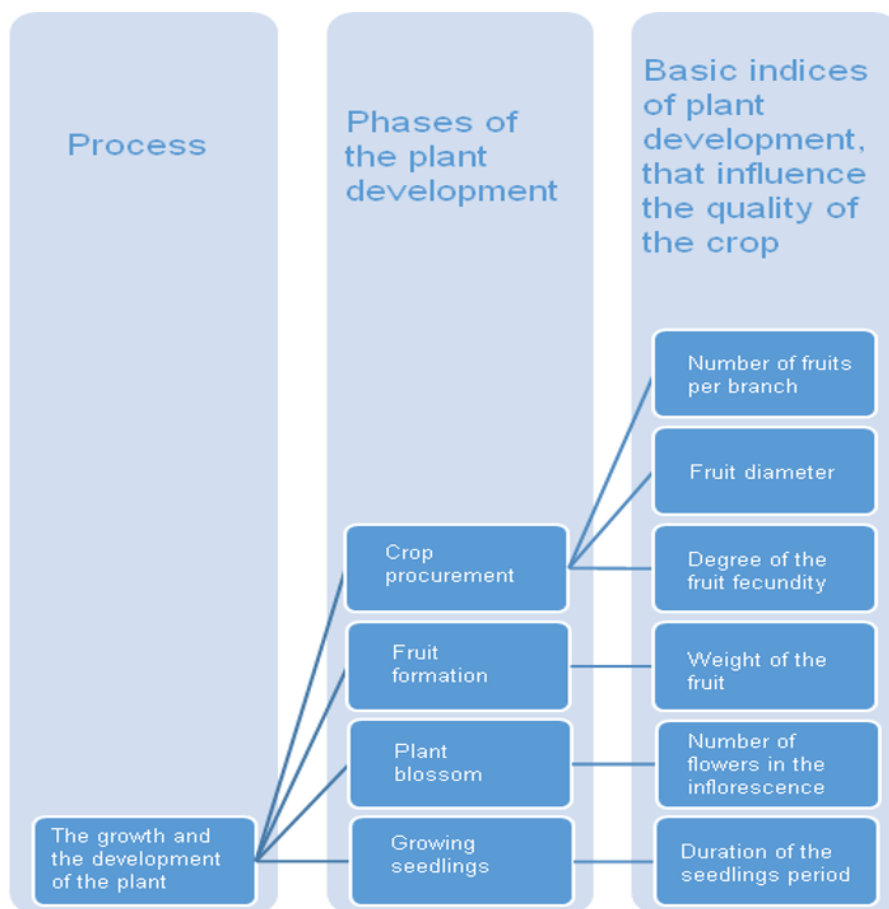 Process
Phases of
the plant
development
Basic indices
of plant
development,
that influence
the quality of
the crop
Number of fruits
per branch
Fruit diameter
Crop
procurement
Degree of the
fruit fecundity
Fruit
formation
Weight of the
fruit
Plant
blossom
Number of
flowers in the
inflorescence
The growth and
the development
of the plant
Growing
seedlings
Duration of the
seedlings period